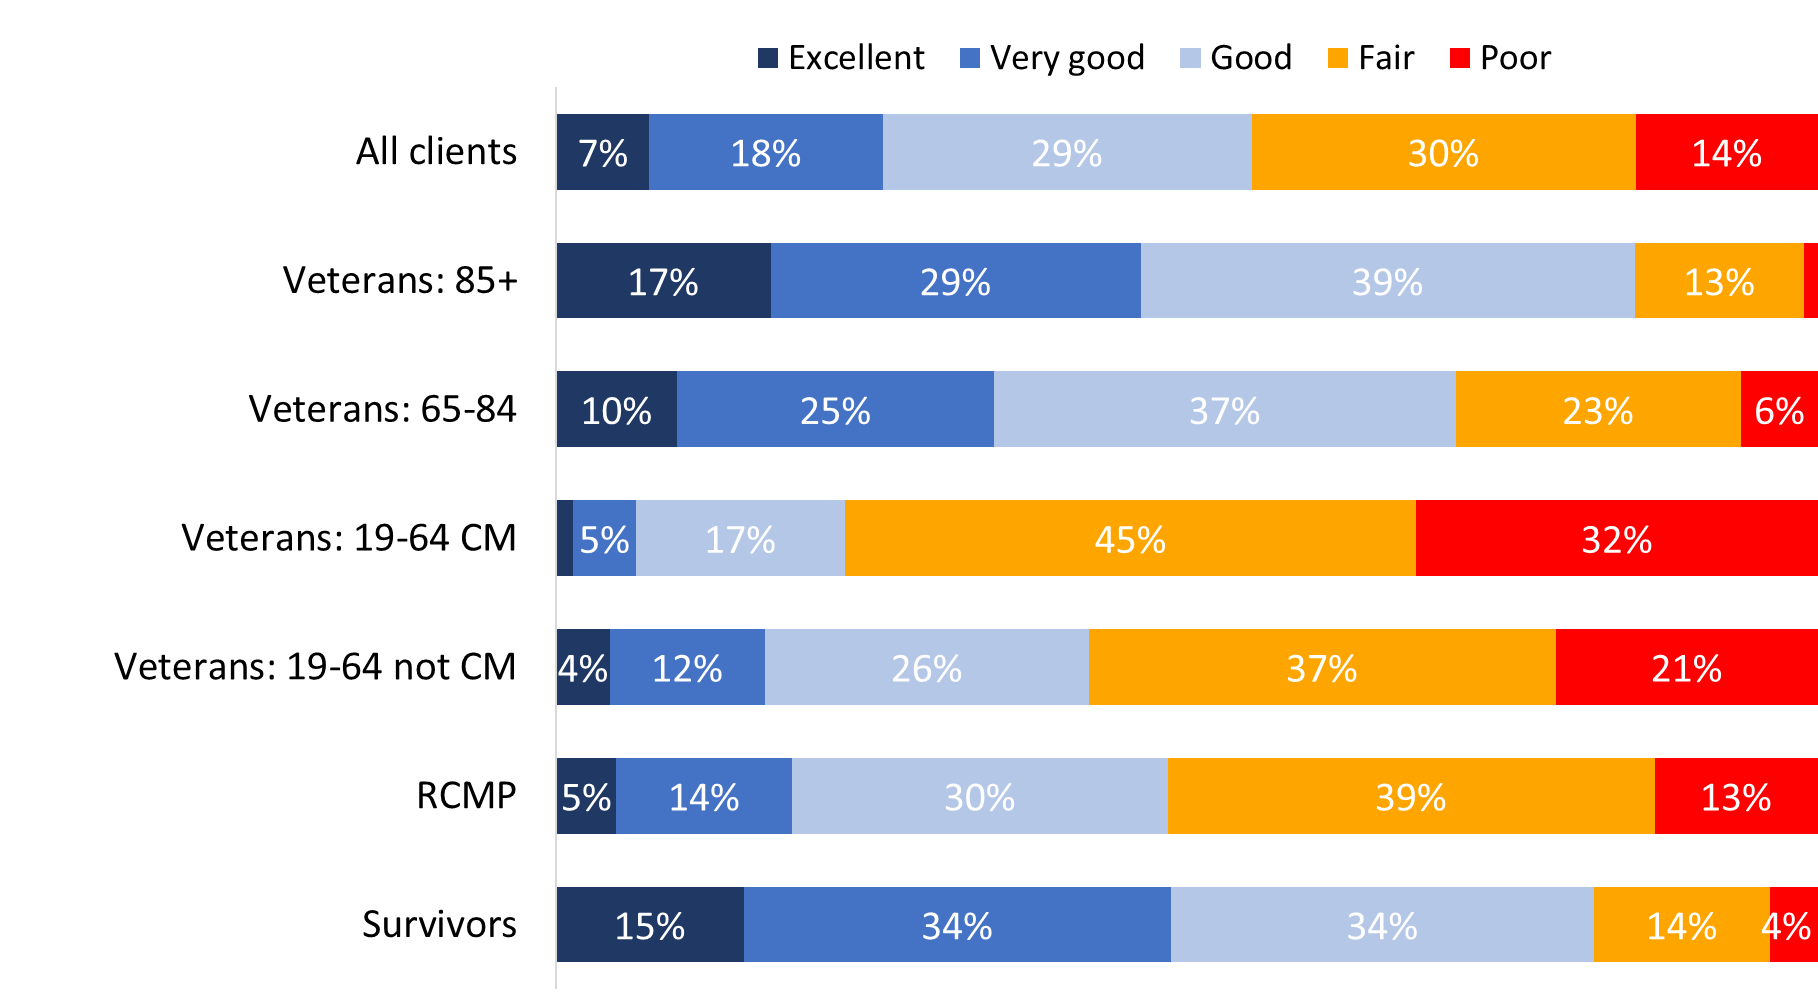 Excellent Very good Good Fair Poor
All clients 7% 18% 29% 30% 14%
Veterans: 85+ 17% 29% 39% 13%
Veterans: 65-84 10% 25% 37% 23% 6%
Veterans: 19-64 CM 5% 17% 45% 32%
Veterans: 19-64 not CM 4% 12% 26% 37% 21%
RCMP 5% 14% 30% 39% 13%
Survivors 15% 34% 34% 14% 4%